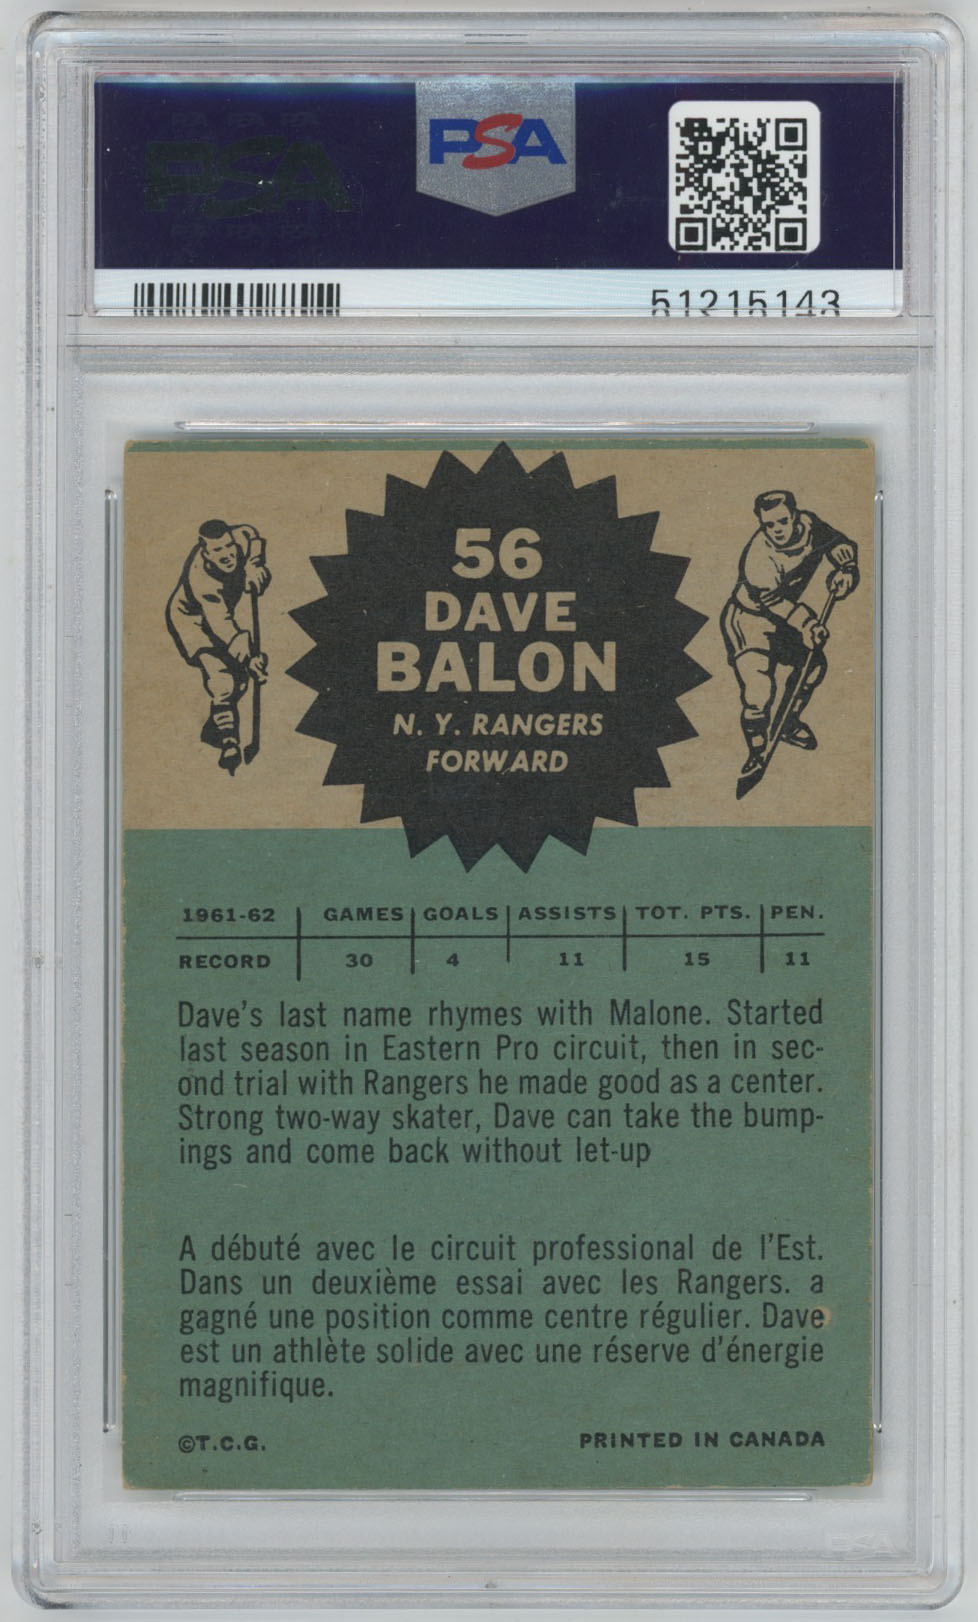 PSA
PSA
51215143
56
DAVE
BALON
N. Y. RANGERS
FORWARD
1961-62 GAMES GOALS ASSISTS TOT. PTS. PEN.
RECORD 30 4 11 15 11
Dave's last name rhymes with Malone. Started
last season in Eastern Pro circuit, then in sec-
ond trial with Rangers he made good as a center.
Strong two-way skater, Dave can take the bump-
ings and come back without let-up
A débuté avec le circuit professional de l'Est.
Dans un deuxième essai avec les Rangers. a
gagné une position comme centre régulier. Dave
est un athlète solide avec une réserve d'énergie
magnifique.
©T.C.G. PRINTED IN CANADA
PSA